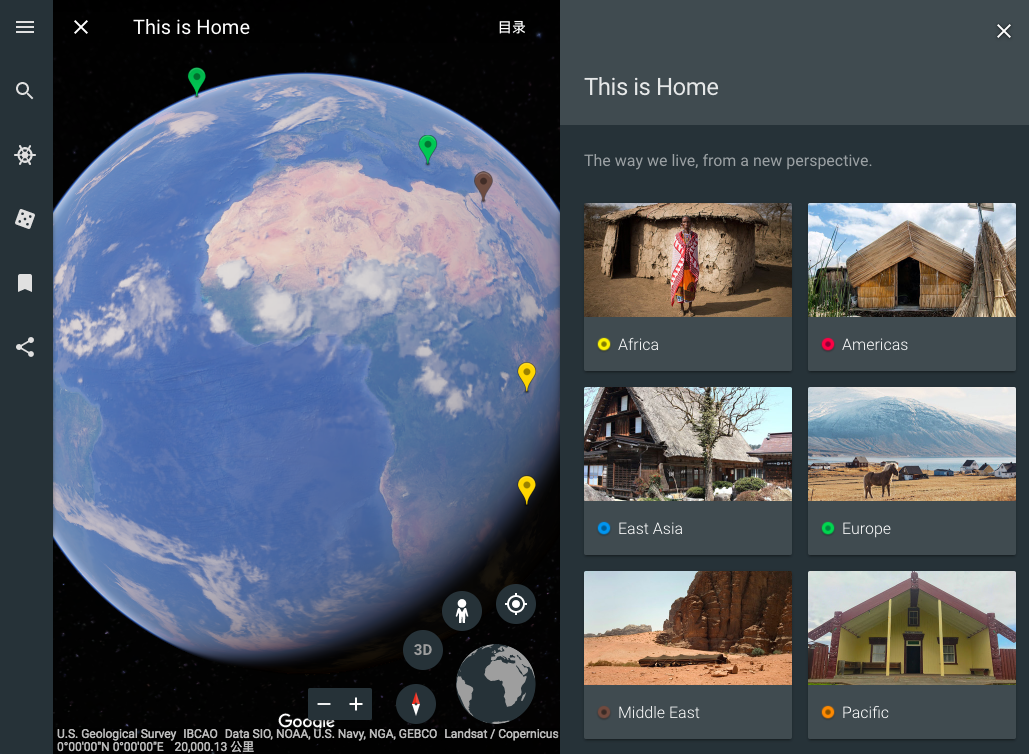 This is Home
目录
This is Home
The way we live, from a new perspective.
Africa
Americas
East Asia
Europe
Middle East
Pacific
3D
Google
U.S. Geological Survey IBCAO Data SIO, NOAA, U.S. Navy, NGA, GEBCO Landsat / Copernicus
0°00'00"N 0°00'00"E 20,000.13 公里